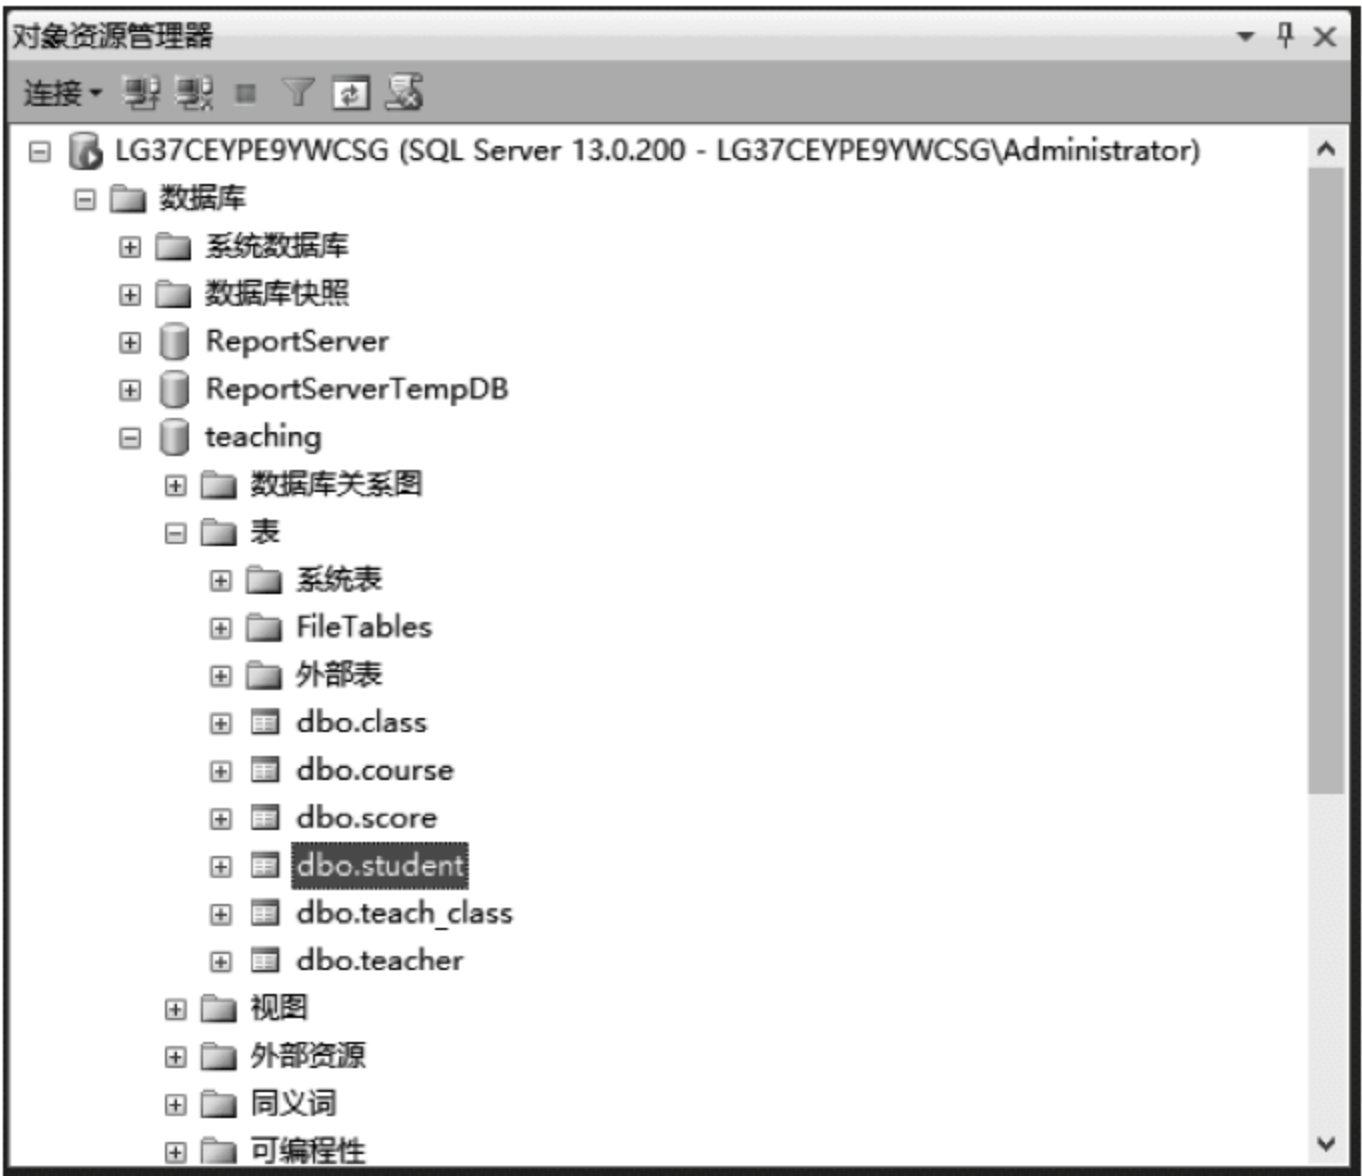 对象资源管理器
连接
LG37CEYPE9YWCSG (SQL Server 13.0.200 - LG37CEYPE9YWCSG\Administrator)
数据库
系统数据库
数据库快照
ReportServer
ReportServerTempDB
teaching
数据库关系图
表
系统表
FileTables
外部表
dbo.class
dbo.course
dbo.score
dbo.student
dbo.teach_class
dbo.teacher
视图
外部资源
同义词
可编程性